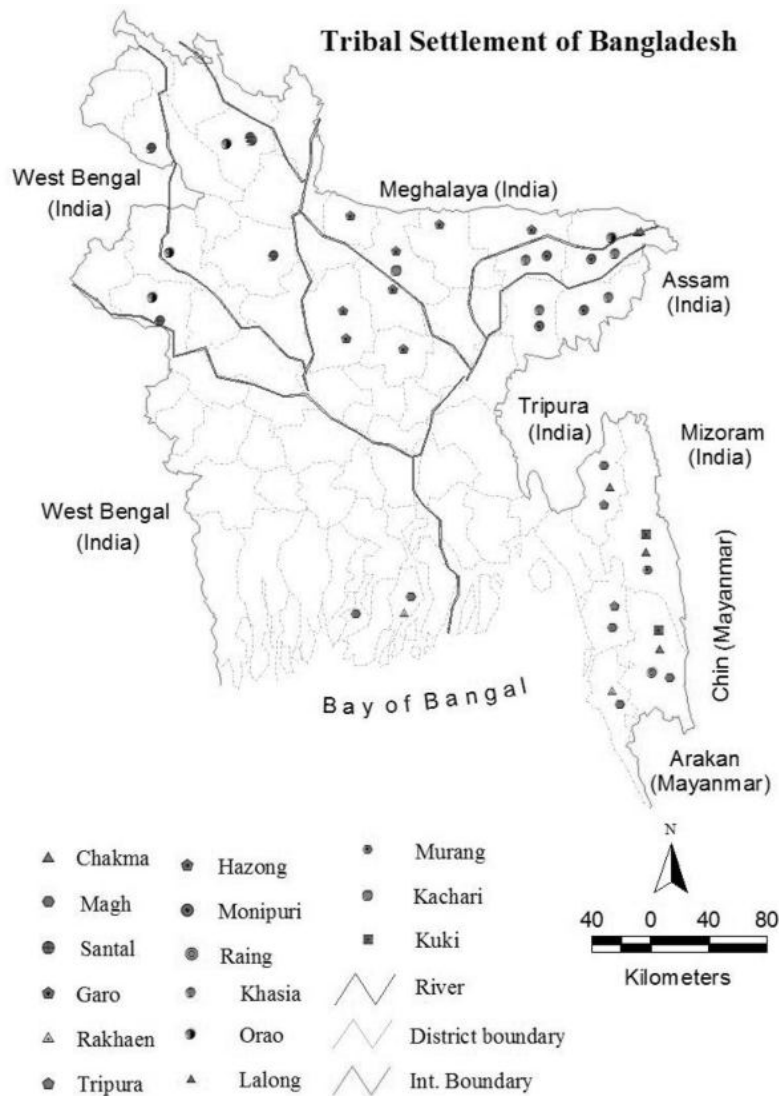 Tribal Settlement of Bangladesh
West Bengal
(India)
Meghalaya (India)
Assam
(India)
Tripura
(India)
Mizoram
(India)
West Bengal
(India)
Chin (Mayanmar)
Bay of Bangal
Arakan
(Mayanmar)
Chakma
Magh
Santal
Garo
Rakhaen
Tripura
Hazong
Monipuri
Raing
Khasia
Orao
Lalong
Murang
Kachari
Kuki
River
District boundary
Int. Boundary
N
40 0 40 80
Kilometers